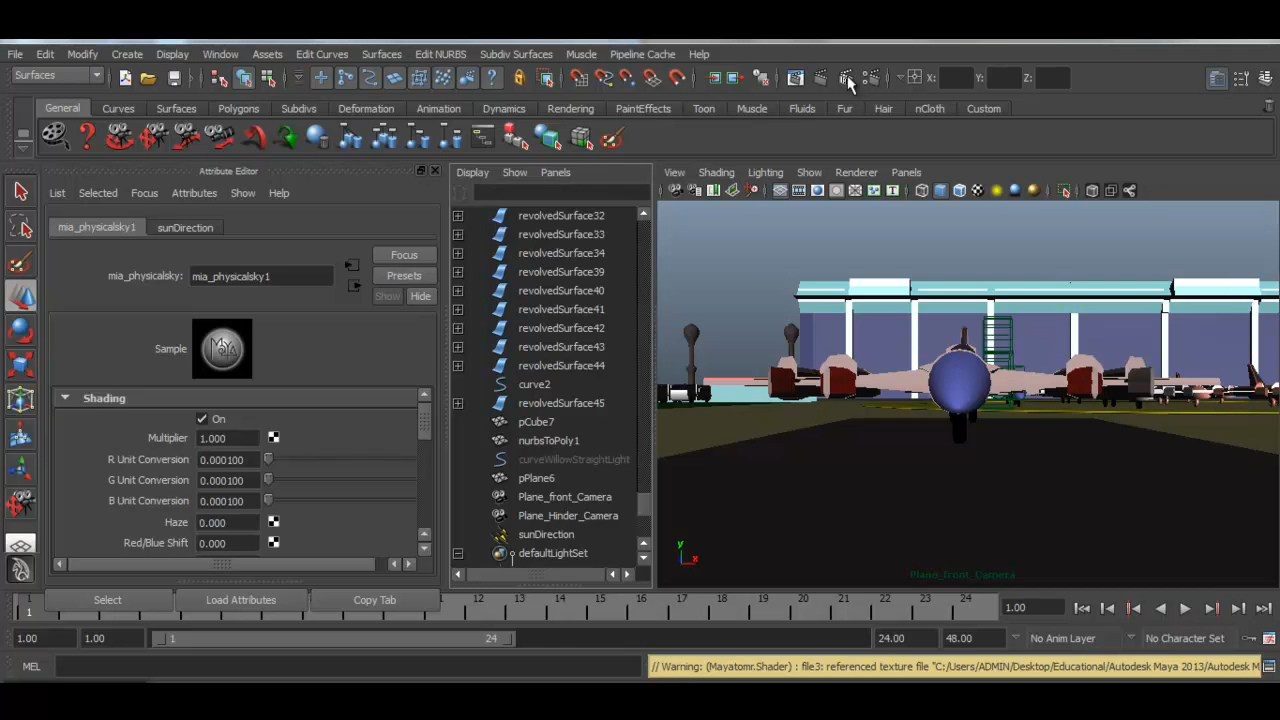 File Edit Modify Create Display Window Assets Edit Curves Surfaces Edit NURBS Subdiv Surfaces Muscle Pipeline Cache Help
Surfaces X: Y: Z:
General Curves Surfaces Polygons Subdivs Deformation Animation Dynamics Rendering PaintEffects Toon Muscle Fluids Fur Hair nCloth Custom
Attribute Editor
List Selected Focus Attributes Show Help
mia_physicalsky1 sunDirection
Focus
mia_physicalsky: mia_physicalsky1
Presets
Show Hide
Sample
MAYA
Shading
On
Multiplier 1.000
R Unit Conversion 0.000100
G Unit Conversion 0.000100
B Unit Conversion 0.000100
Haze 0.000
Red/Blue Shift 0.000
Select Load Attributes Copy Tab
Display Show Panels
revolvedSurface32
revolvedSurface33
revolvedSurface34
revolvedSurface39
revolvedSurface40
revolvedSurface41
revolvedSurface42
revolvedSurface43
revolvedSurface44
curve2
revolvedSurface45
pCube7
nurbsToPoly1
curveWillowStraightLight
pPlane6
Plane_front_Camera
Plane_Hinder_Camera
sunDirection
defaultLightSet
View Shading Lighting Show Renderer Panels
y
x
Plane_front_Camera
1 12 13 14 15 16 17 18 19 20 21 22 23 24
1 1.00
1.00 1.00 1 24 24.00 48.00 No Anim Layer No Character Set
MEL // Warning: (Mayatomr.Shader) : file3: referenced texture file "C:/Users/ADMIN/Desktop/Educational/Autodesk Maya 2013/Autodesk M